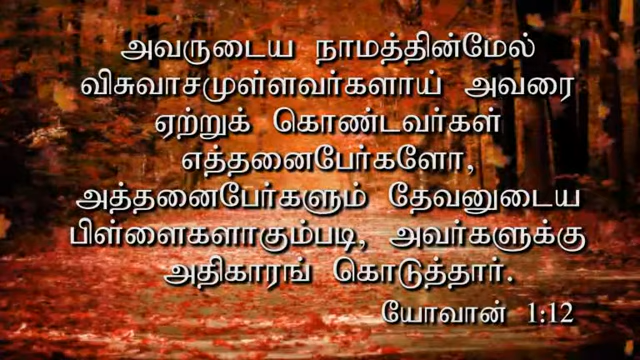 அவருடைய நாமத்தின்மேல்
விசுவாசமுள்ளவர்களாய் அவரை
ஏற்றுக் கொண்டவர்கள்
எத்தனைபேர்களோ,
அத்தனைபேர்களும் தேவனுடைய
பிள்ளைகளாகும்படி, அவர்களுக்கு
அதிகாரங் கொடுத்தார்.
யோவான் 1:12